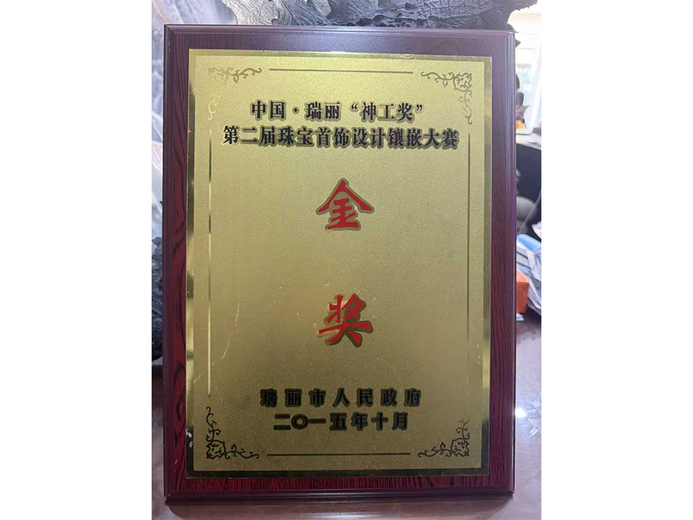 中国·瑞丽“神工奖”
第二届珠宝首饰设计镶嵌大赛
金
奖
瑞丽市人民政府
二〇一五年十月